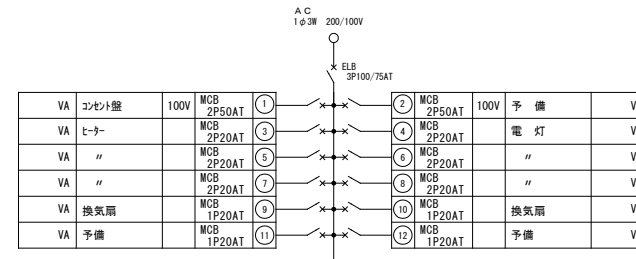 AC
1φ3W 200/100V
ELB
3P100/75AT
VA コンセント盤 100V MCB 2P50AT 1 2 MCB 2P50AT 100V 予備 V
VA ヒーター MCB 2P20AT 3 4 MCB 2P20AT 電灯 V
VA 〃 MCB 2P20AT 5 6 MCB 2P20AT 〃 V
VA 〃 MCB 2P20AT 7 8 MCB 2P20AT 〃 V
VA 換気扇 MCB 1P20AT 9 10 MCB 1P20AT 換気扇 V
VA 予備 MCB 1P20AT 11 12 MCB 1P20AT 予備 V